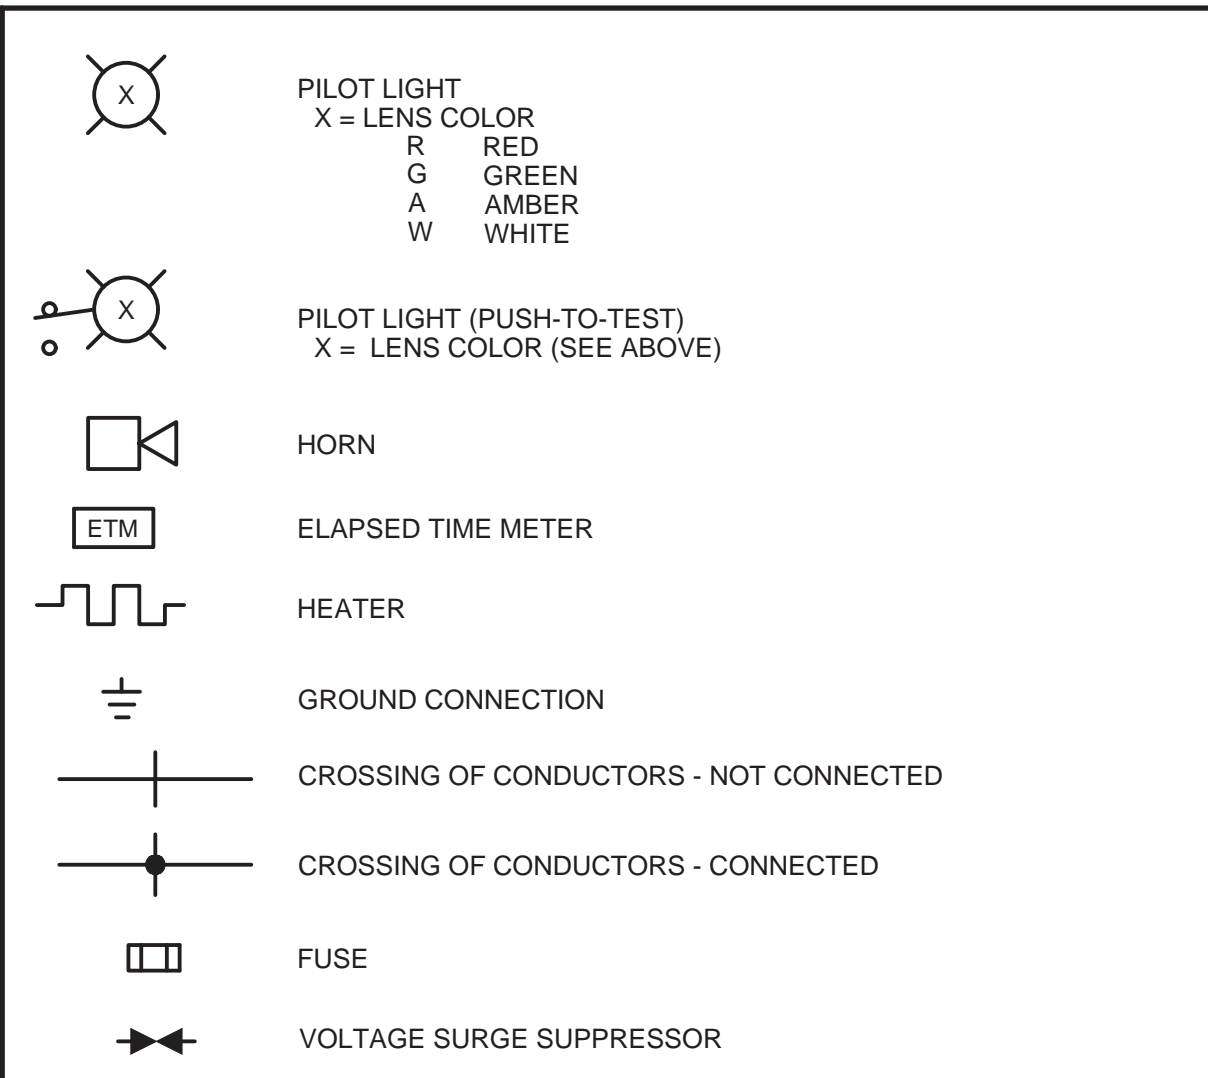 X
PILOT LIGHT
X = LENS COLOR
R RED
G GREEN
A AMBER
W WHITE
X
PILOT LIGHT (PUSH-TO-TEST)
X = LENS COLOR (SEE ABOVE)
HORN
ETM
ELAPSED TIME METER
HEATER
GROUND CONNECTION
CROSSING OF CONDUCTORS - NOT CONNECTED
CROSSING OF CONDUCTORS - CONNECTED
FUSE
VOLTAGE SURGE SUPPRESSOR